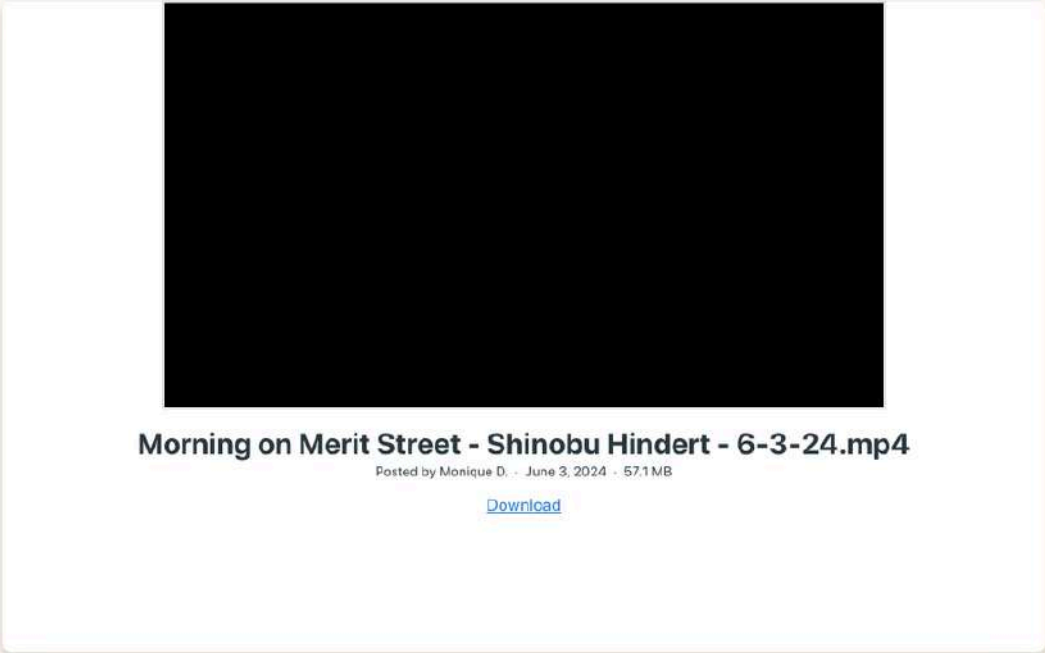 Morning on Merit Street - Shinobu Hindert - 6-3-24.mp4
Posted by Monique D. · June 3, 2024 · 57.1 MB
Download